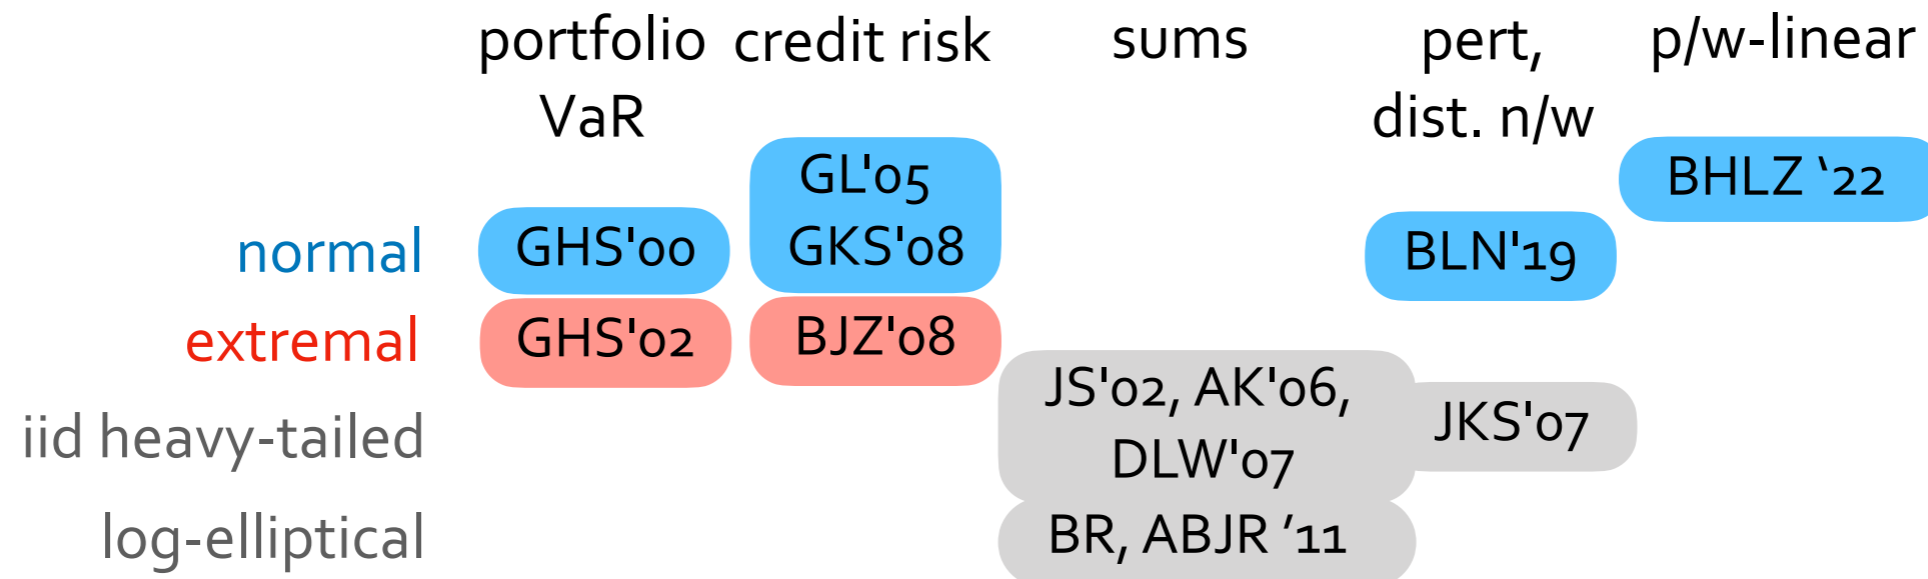 portfolio credit risk sums pert, p/w-linear
VaR dist. n/w
GL'05 BHLZ ‘22
normal GHS'00 GKS'08 BLN'19
extremal GHS'02 BJZ'08
JS'02, AK'06,
iid heavy-tailed JKS'07
DLW'07
log-elliptical BR, ABJR ’11